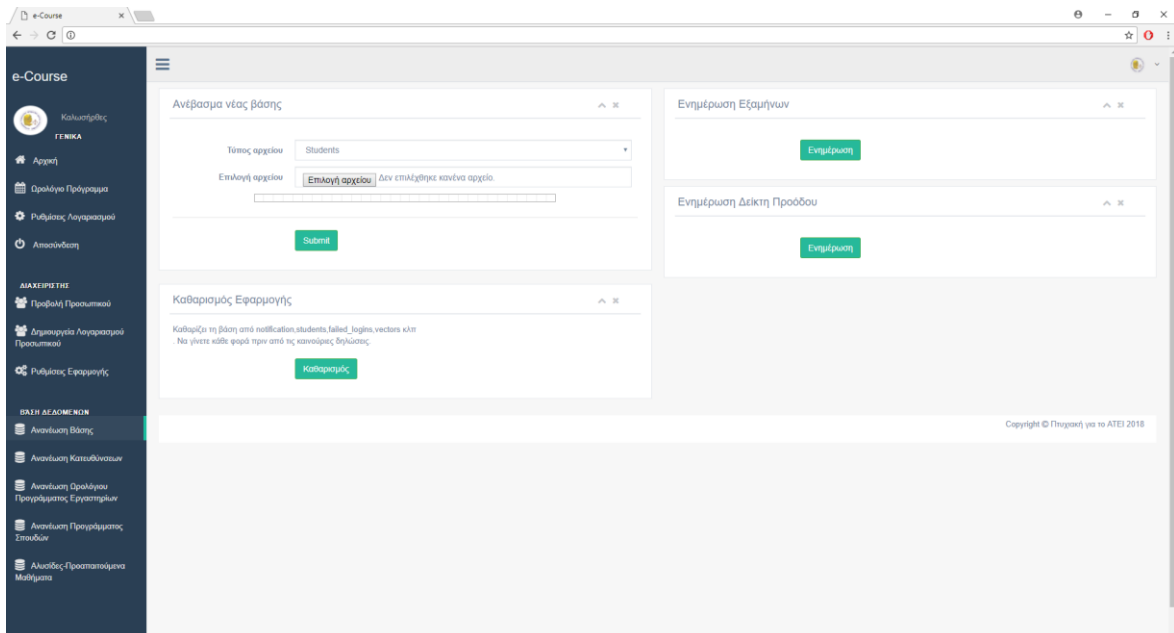 e-Course
e-Course
Καλωσήρθες
ΓΕΝΙΚΑ
Αρχική
Ωρολόγιο Πρόγραμμα
Ρυθμίσεις Λογαριασμού
Αποσύνδεση
ΔΙΑΧΕΙΡΙΣΤΗΣ
Προβολή Προσωπικού
Δημιουργεία Λογαριασμού
Προσωπικού
Ρυθμίσεις Εφαρμογής
ΒΆΣΗ ΔΕΔΟΜΕΝΩΝ
Ανανέωση Βάσης
Ανανέωση Κατευθύνσεων
Ανανέωση Ωρολόγιου
Προγράμματος Εργαστηρίων
Ανανέωση Προγράμματος
Σπουδών
Αλυσίδες-Προαπαιτούμενα
Μαθήματα
Ανέβασμα νέας βάσης
Τύπος αρχείου Students
Επιλογή αρχείου Επιλογή αρχείου Δεν επιλέχθηκε κανένα αρχείο.
Submit
Καθαρισμός Εφαρμογής
Καθαρίζει τη βάση από notification,students,failed_logins,vectors κλπ
. Να γίνετε κάθε φορά πριν από τις καινούριες δηλώσεις.
Καθαρισμός
Ενημέρωση Εξαμήνων
Ενημέρωση
Ενημέρωση Δείκτη Προόδου
Ενημέρωση
Copyright © Πτυχιακή για το ΑΤΕΙ 2018